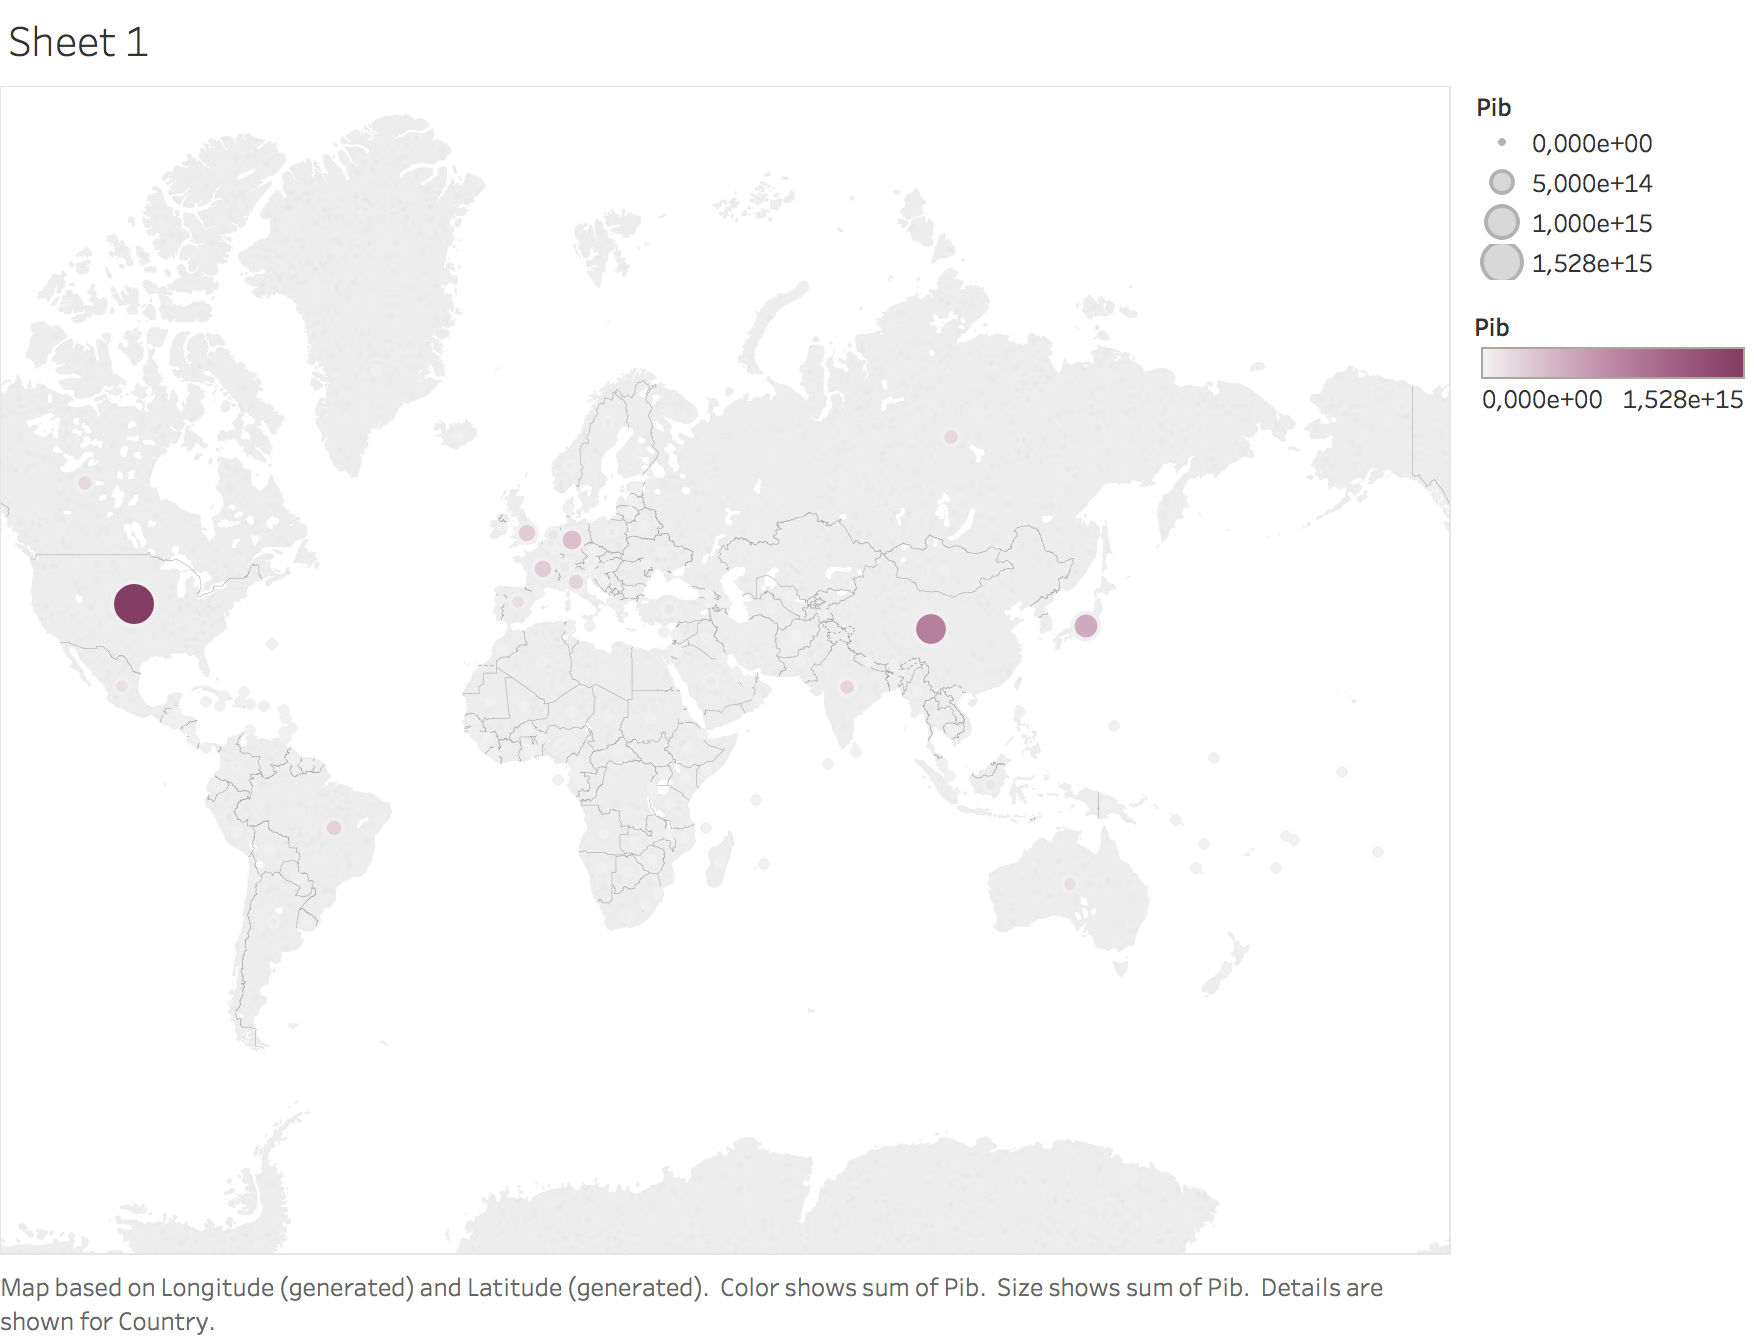 Sheet 1
Pib
0,000e+00
5,000e+14
1,000e+15
1,528e+15
Pib
0,000e+00 1,528e+15
Map based on Longitude (generated) and Latitude (generated).  Color shows sum of Pib.  Size shows sum of Pib.  Details are
shown for Country.